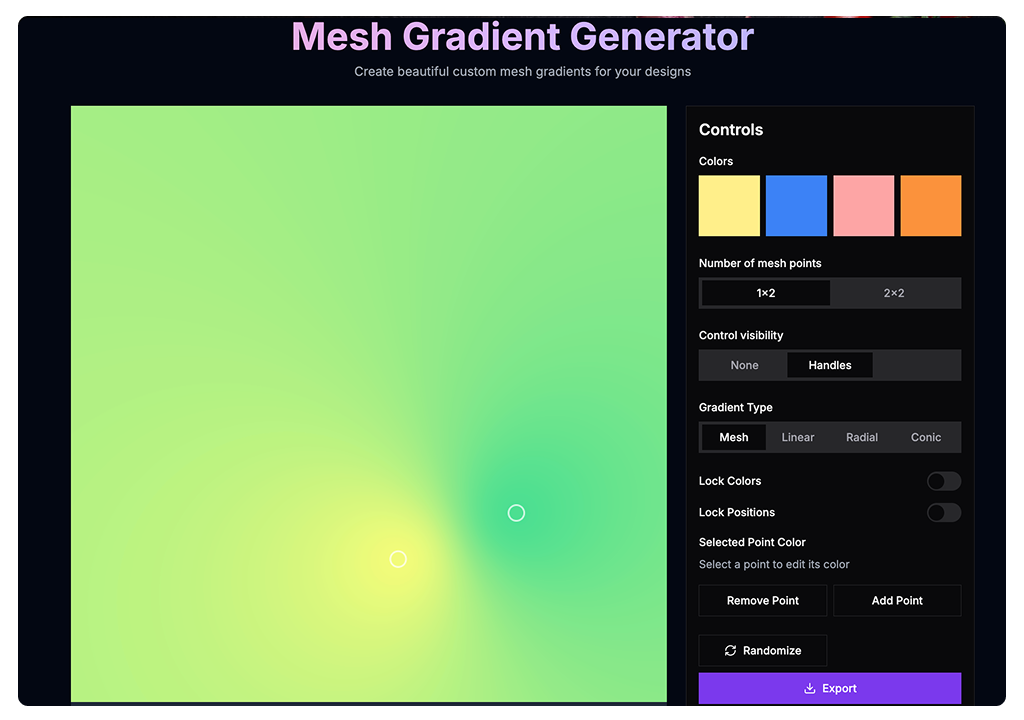 Mesh Gradient Generator
Create beautiful custom mesh gradients for your designs
Controls
Colors
Number of mesh points
1×2 2×2
Control visibility
None Handles
Gradient Type
Mesh Linear Radial Conic
Lock Colors
Lock Positions
Selected Point Color
Select a point to edit its color
Remove Point Add Point
Randomize
Export